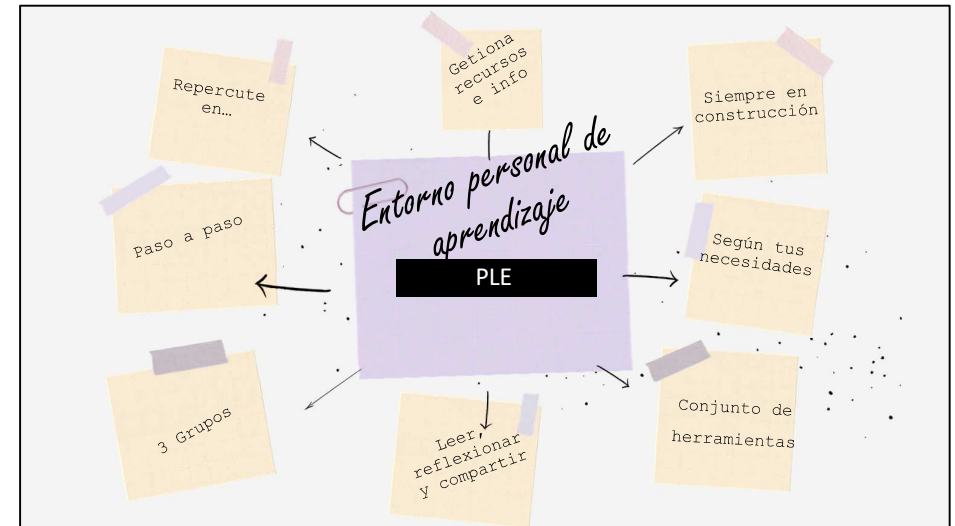 Repercute
en…
Getiona
recursos
e info
Siempre en
construcción
Entorno personal de
aprendizaje
PLE
Paso a paso
Según tus
necesidades
3 Grupos
Leer,
reflexionar
y compartir
Conjunto de
herramientas